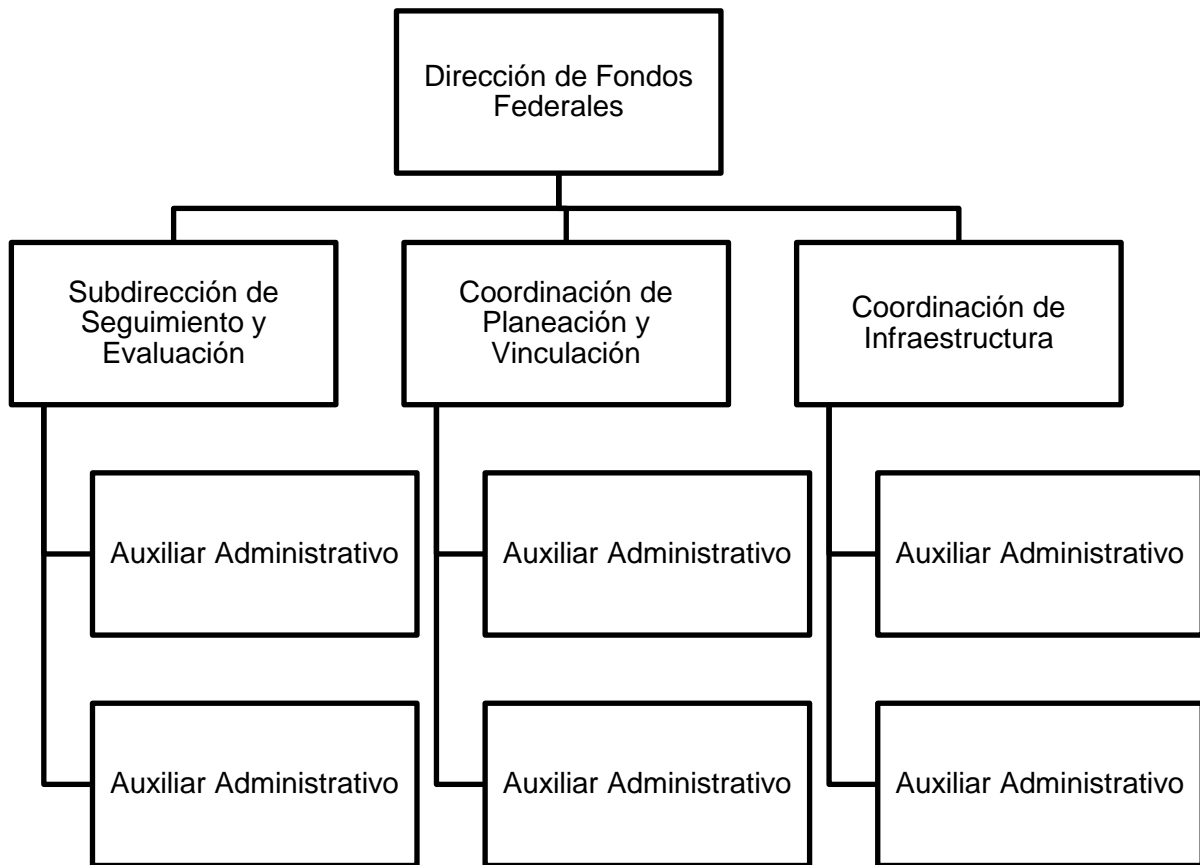 Dirección de Fondos
Federales
Subdirección de
Seguimiento y
Evaluación
Coordinación de
Planeación y
Vinculación
Coordinación de
Infraestructura
Auxiliar Administrativo
Auxiliar Administrativo
Auxiliar Administrativo
Auxiliar Administrativo
Auxiliar Administrativo
Auxiliar Administrativo